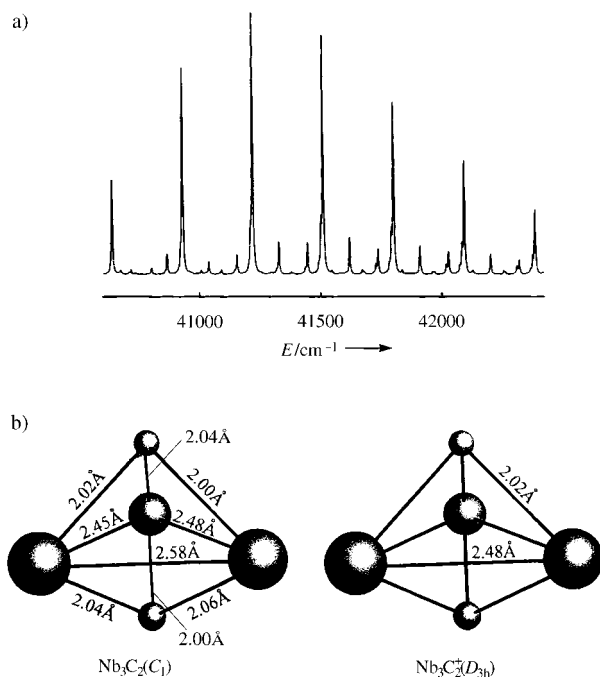 a)
41000
41500
42000
E/cm⁻¹
b)
2.04Å
2.02Å
2.00Å
2.02Å
2.45Å
2.48Å
2.58Å
2.48Å
2.04Å
2.06Å
2.00Å
Nb₃C₂(C₁)
Nb₃C₂⁺(D₃ₕ)